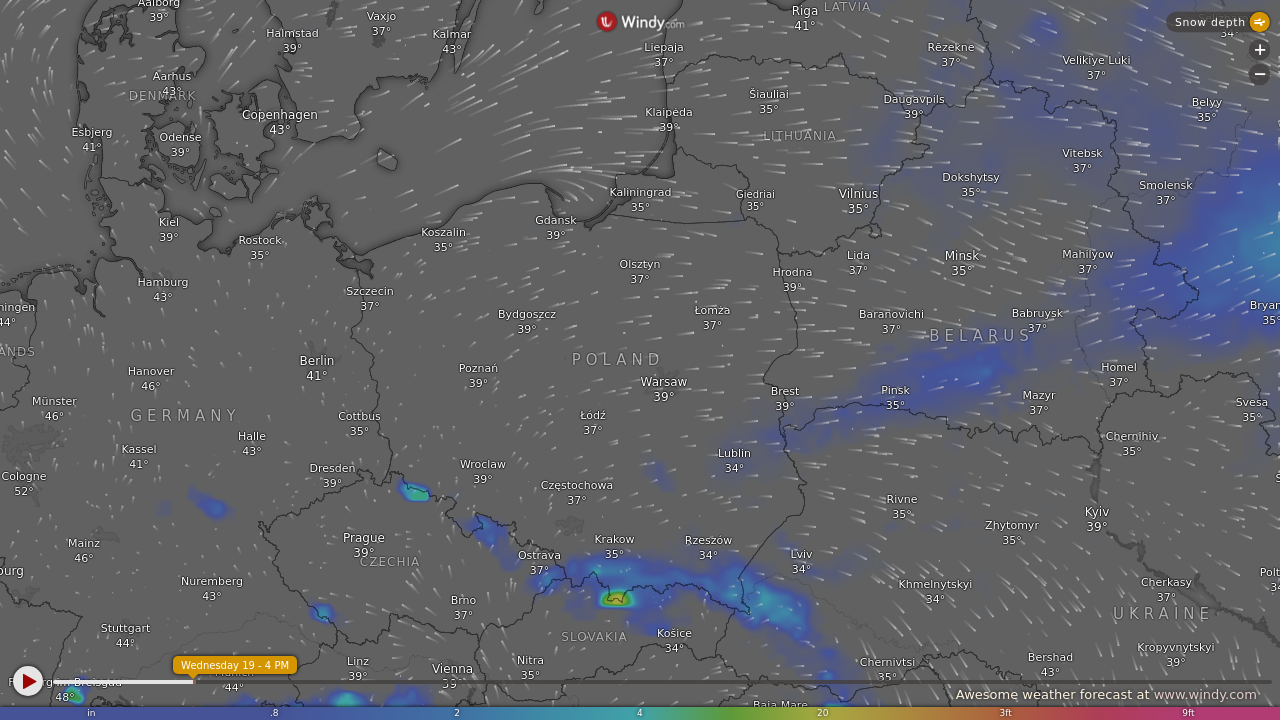 Aalborg
39°
Vaxjo
37°
Windy.com
Riga
41°
LATVIA
Snow depth
34°
Halmstad
39°
Kalmar
43°
Liepaja
37°
Rēzekne
37°
Velikiye Luki
37°
+
−
Aarhus
43°
DENMARK
Copenhagen
43°
Klaipėda
39°
Šiauliai
35°
Daugavpils
39°
Belyy
35°
Esbjerg
41°
Odense
39°
LITHUANIA
Vitebsk
37°
Kaliningrad
35°
Giedriai
35°
Vilnius
35°
Dokshytsy
35°
Smolensk
37°
Kiel
39°
Rostock
35°
Koszalin
35°
Gdansk
39°
Hamburg
43°
Szczecin
37°
Olsztyn
37°
Hrodna
39°
Lida
37°
Minsk
35°
Mahilyow
37°
ningen
44°
Bydgoszcz
39°
Łomża
37°
Baranovichi
37°
Babruysk
37°
Bryan
35°
BELARUS
ANDS
Hanover
46°
Berlin
41°
Poznań
39°
POLAND
Warsaw
39°
Brest
39°
Pinsk
35°
Homel
37°
Mazyr
37°
Svesa
35°
Münster
46°
GERMANY
Cottbus
35°
Łódź
37°
Kassel
41°
Halle
43°
Chernihiv
35°
Cologne
52°
Dresden
39°
Wroclaw
39°
Częstochowa
37°
Lublin
34°
S
Rivne
35°
Kyiv
39°
Zhytomyr
35°
Mainz
46°
Prague
39°
CZECHIA
Ostrava
37°
Krakow
35°
Rzeszów
34°
Lviv
34°
burg
Nuremberg
43°
Khmelnytskyi
34°
Cherkasy
37°
Polt
34
Brno
37°
UKRAINE
Stuttgart
44°
SLOVAKIA
Košice
34°
Kropyvnytskyi
39°
Wednesday 19 - 4 PM
Linz
39°
Vienna
39°
Nitra
35°
Chernivtsi
35°
Bershad
43°
48°
44°
Baia Mare
Awesome weather forecast at www.windy.com
in .8 2 4 20 3ft 9ft